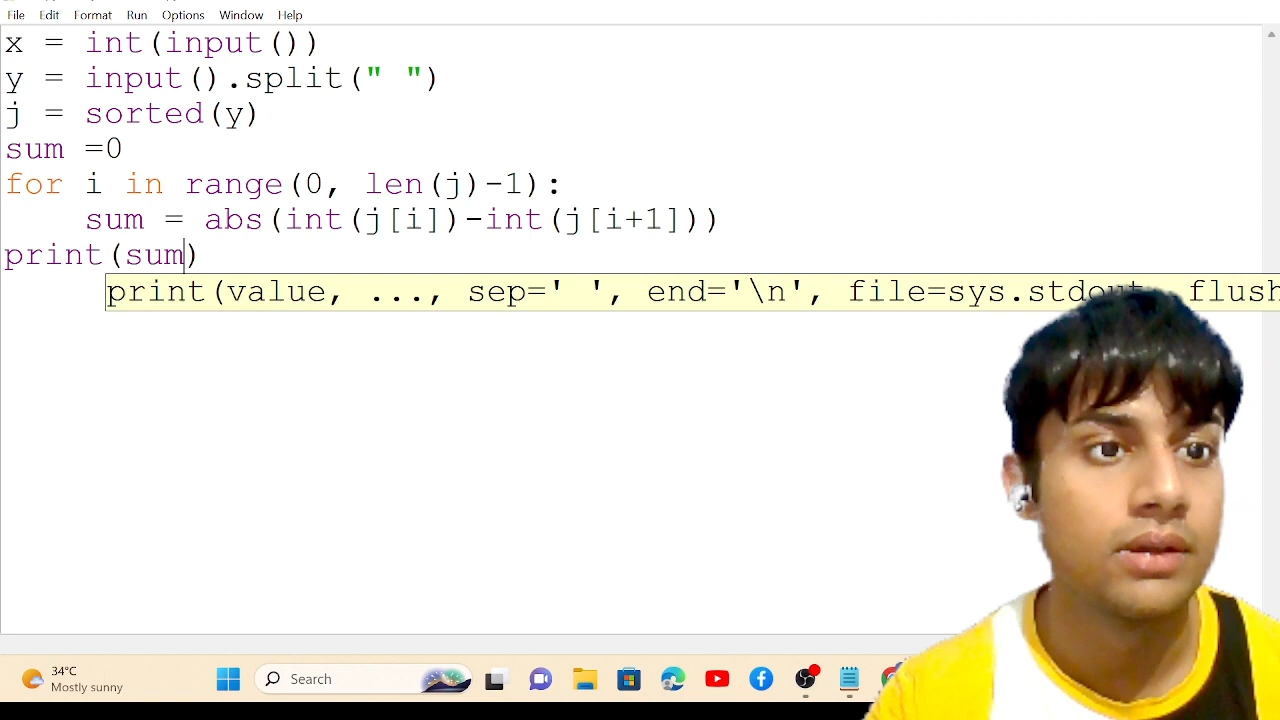 File Edit Format Run Options Window Help
x = int(input())
y = input().split(" ")
j = sorted(y)
sum =0
for i in range(0, len(j)-1):
    sum = abs(int(j[i])-int(j[i+1]))
print(sum)
print(value, ..., sep=' ', end='\n', file=sys.stdout, flush
34°C
Mostly sunny
Search